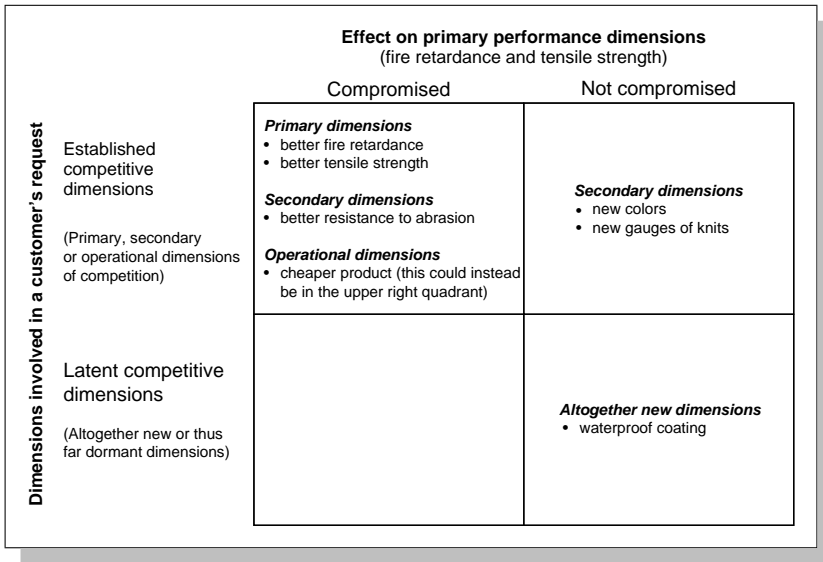 Effect on primary performance dimensions
(fire retardance and tensile strength)
Compromised
Not compromised
Dimensions involved in a customer's request
Established
competitive
dimensions
(Primary, secondary
or operational dimensions
of competition)
Primary dimensions
• better fire retardance
• better tensile strength
Secondary dimensions
• better resistance to abrasion
Operational dimensions
• cheaper product (this could instead
be in the upper right quadrant)
Secondary dimensions
• new colors
• new gauges of knits
Latent competitive
dimensions
(Altogether new or thus
far dormant dimensions)
Altogether new dimensions
• waterproof coating